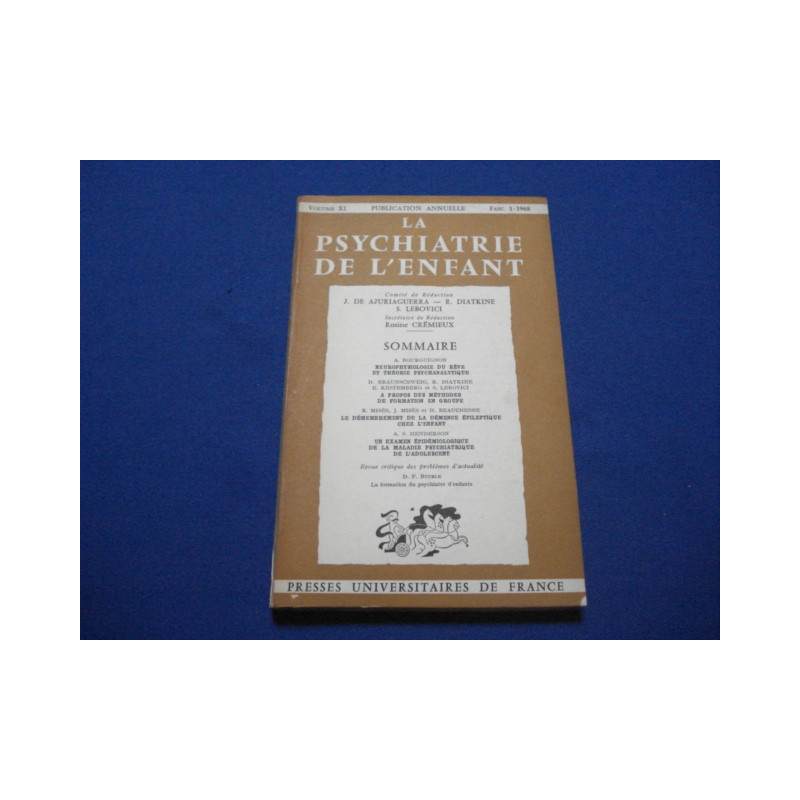 VOLUME XI PUBLICATION ANNUELLE FASC. 1-1968
LA
PSYCHIATRIE
DE L'ENFANT
Comité de Rédaction
J. DE AJURIAGUERRA — R. DIATKINE
S. LEBOVICI
Secrétaire de Rédaction
Rosine CRÉMIEUX
SOMMAIRE
A. BOURGUIGNON
NEUROPHYSIOLOGIE DU RÊVE
ET THÉORIE PSYCHANALYTIQUE
D. BRAUNSCHWEIG, R. DIATKINE
E. KESTEMBERG et S. LEBOVICI
A PROPOS DES MÉTHODES
DE FORMATION EN GROUPE
R. MISÈS, J. MISÈS et D. BEAUCHESNE
LE DÉMEMBREMENT DE LA DÉMENCE ÉPILEPTIQUE
CHEZ L'ENFANT
A. S. HENDERSON
UN EXAMEN ÉPIDÉMIOLOGIQUE
DE LA MALADIE PSYCHIATRIQUE
DE L'ADOLESCENT
Revue critique des problèmes d'actualité
D. F. BUCKLE
La formation du psychiatre d'enfants
PRESSES UNIVERSITAIRES DE FRANCE